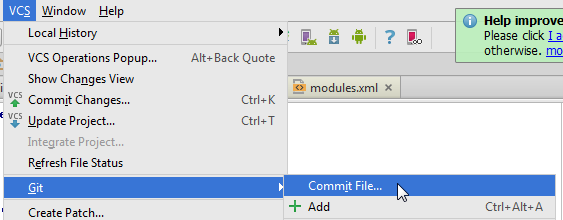 VCS Window Help
Local History
VCS Operations Popup... Alt+Back Quote
Show Changes View
VCS Commit Changes... Ctrl+K
VCS Update Project... Ctrl+T
Integrate Project...
Refresh File Status
Git
Create Patch...
Commit File...
Add Ctrl+Alt+A
modules.xml
Help improve
Please click I a
otherwise. mo